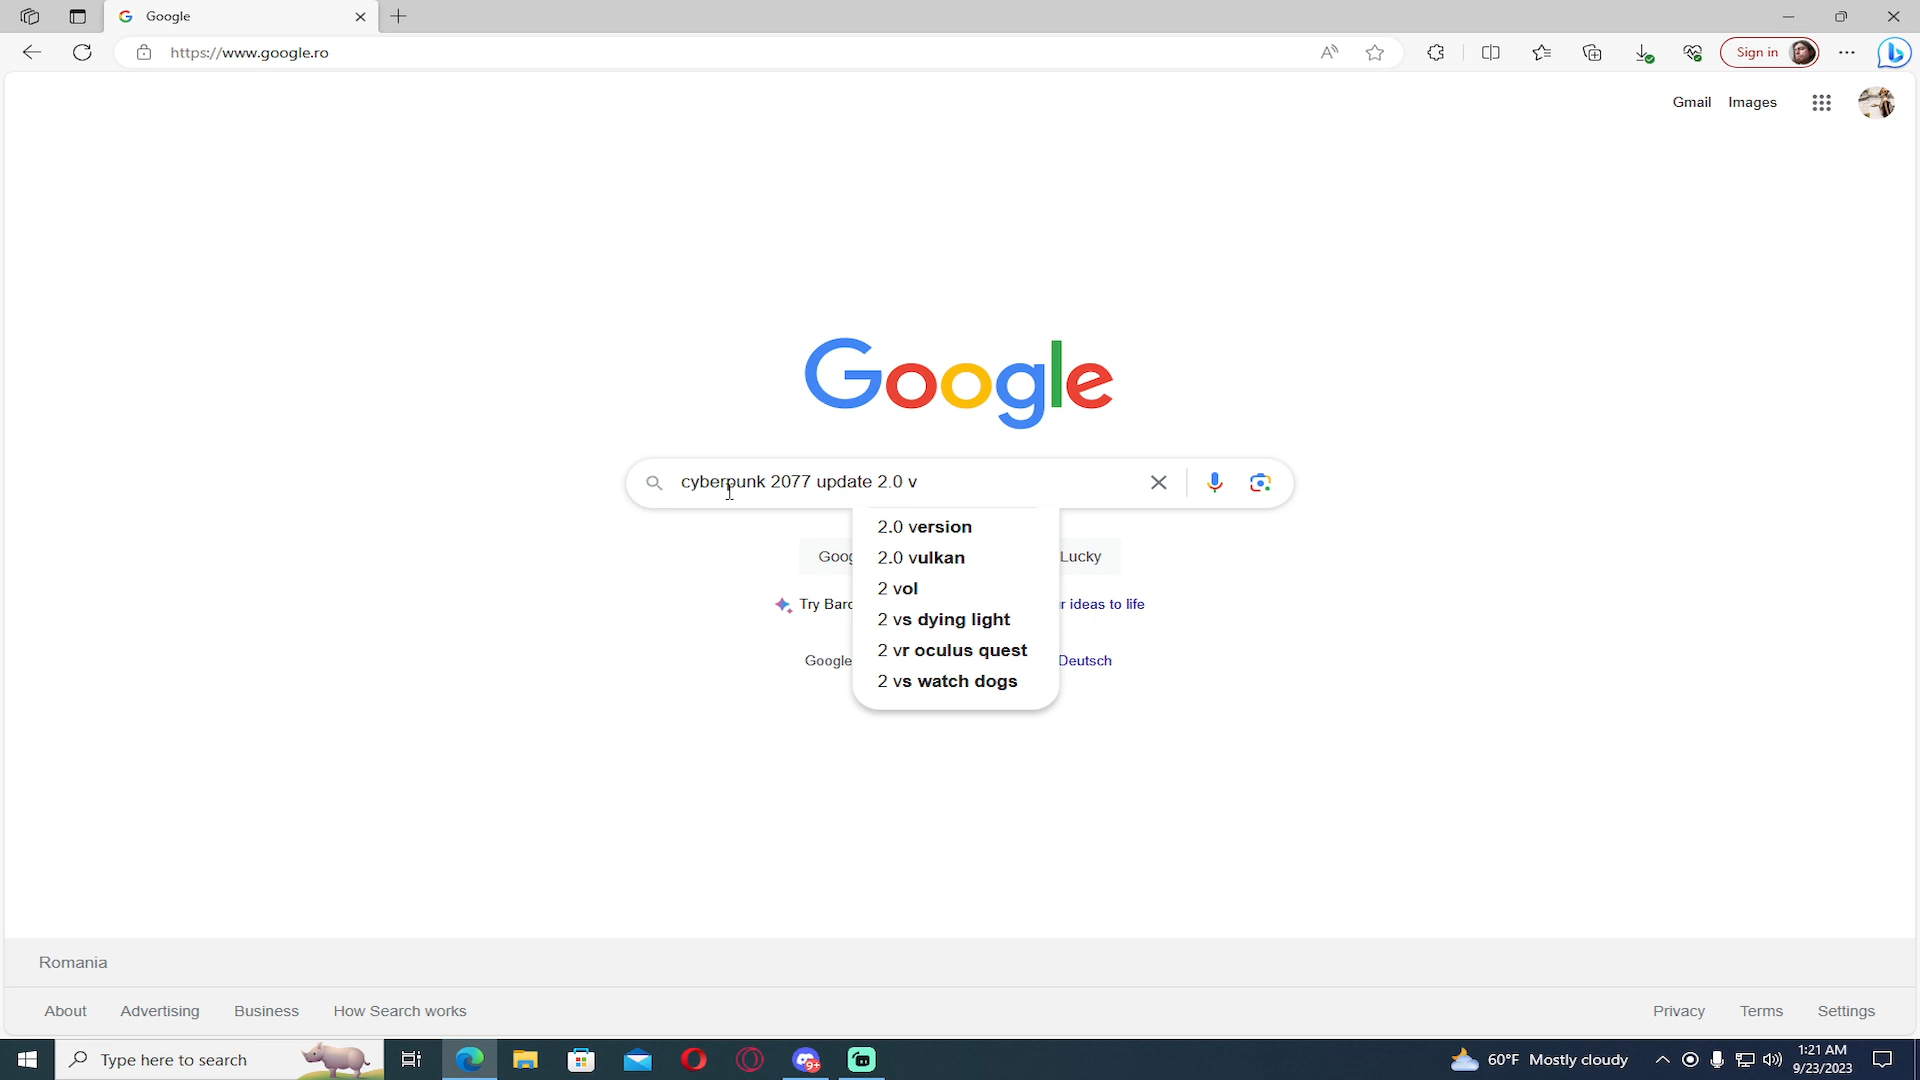 Google
https://www.google.ro
Sign in
Gmail Images
Google
cyberpunk 2077 update 2.0 v
2.0 version
2.0 vulkan
2 vol
2 vs dying light
2 vr oculus quest
2 vs watch dogs
Goog Lucky
Try Bard r ideas to life
Google Deutsch
Romania
About Advertising Business How Search works
Privacy Terms Settings
Type here to search
9+
60°F Mostly cloudy
1:21 AM
9/23/2023